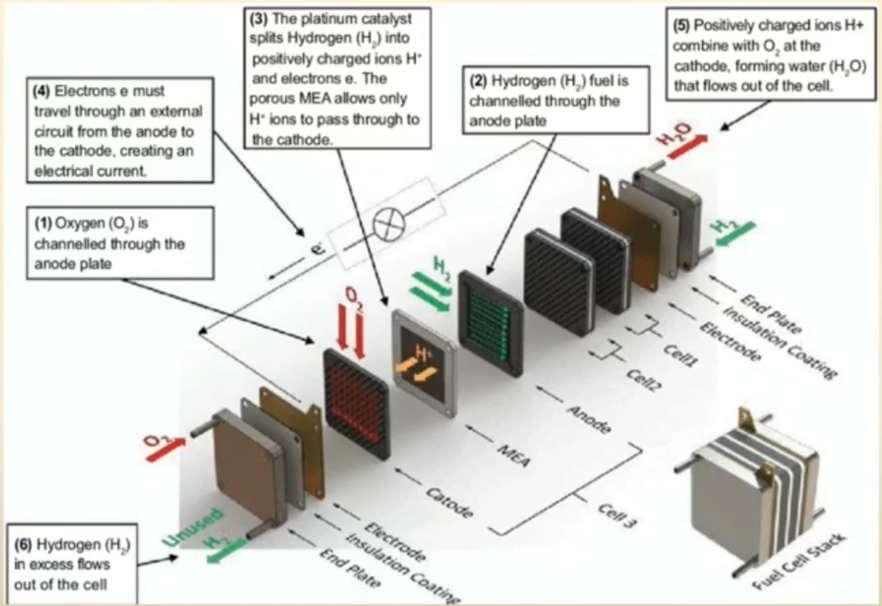 (3) The platinum catalyst
splits Hydrogen (H₂) into
positively charged ions H⁺
and electrons e. The
porous MEA allows only
H⁺ ions to pass through to
the cathode.
(5) Positively charged ions H+
combine with O₂ at the
cathode, forming water (H₂O)
that flows out of the cell.
(4) Electrons e must
travel through an external
circuit from the anode to
the cathode, creating an
electrical current.
(2) Hydrogen (H₂) fuel is
channelled through the
anode plate
(1) Oxygen (O₂) is
channelled through the
anode plate
H₂O
H₂
e⁻
H₂
O₂
H⁺
End Plate
Insulation Coating
Electrode
Cell1
Cell2
Anode
MEA
Catode
Cell 3
O₂
Electrode
Insulation Coating
End Plate
Unused
H₂
(6) Hydrogen (H₂)
in excess flows
out of the cell
Fuel Cell Stack